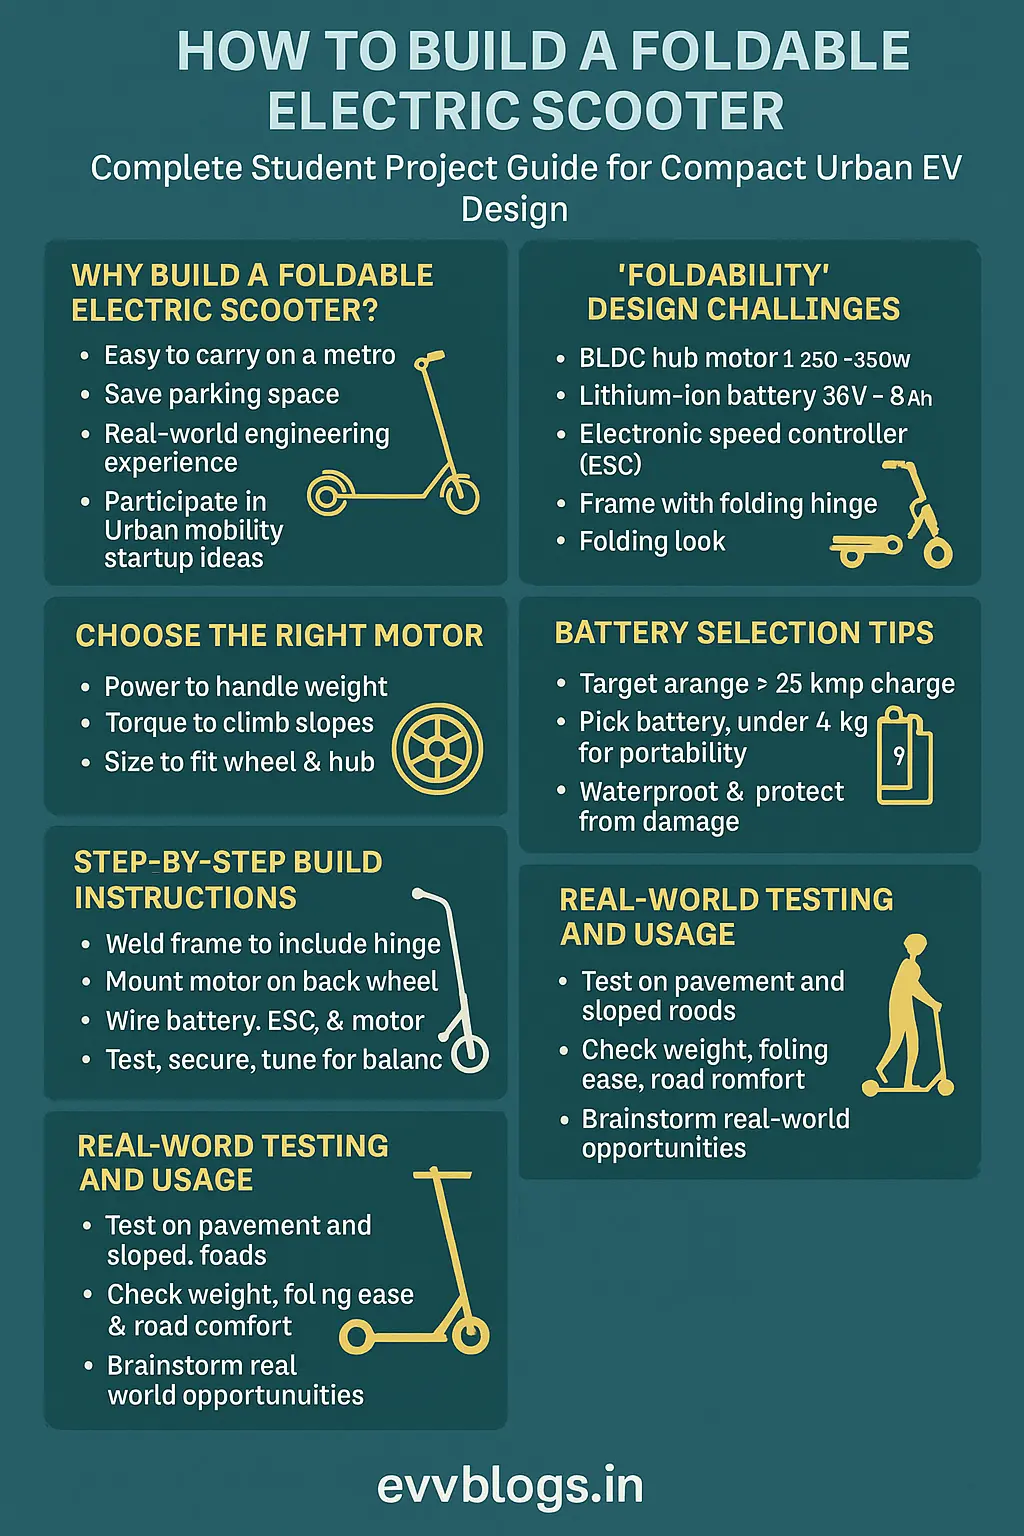 HOW TO BUILD A FOLDABLE
ELECTRIC SCOOTER
Complete Student Project Guide for Compact Urban EV
Design
WHY BUILD A FOLDABLE
ELECTRIC SCOOTER?
• Easy to carry on a metro
• Save parking space
• Real-world engineering
experience
• Participate in
Urban mobility
startup ideas
'FOLDABILITY'
DESIGN CHALLINGES
• BLDC hub motor 1 250 -350w
• Lithium-ion battery 36V - 8Ah
• Electronic speed controller
(ESC)
• Frame with folding hinge
• Folding look
CHOOSE THE RIGHT MOTOR
• Power to handle weight
• Torque to climb slopes
• Size to fit wheel & hub
BATTERY SELECTION TIPS
• Target arange > 25 kmp charge
• Pick battery, under 4 kg
for portability
• Waterproot & protect
from damage
9
STEP-BY-STEP BUILD
INSTRUCTIONS
• Weld frame to include hinge
• Mount motor on back wheel
• Wire battery. ESC, & motor
• Test, secure, tune for balanc
REAL-WORLD TESTING
AND USAGE
• Test on pavement and
sloped roods
• Check weight, foling
ease, road romfort
• Brainstorm real-world
opportunities
REAL-WORD TESTING
AND USAGE
• Test on pavement and
sloped. foads
• Check weight, fol ng ease
& road comfort
• Brainstorm real
world opportunuities
evvblogs.in